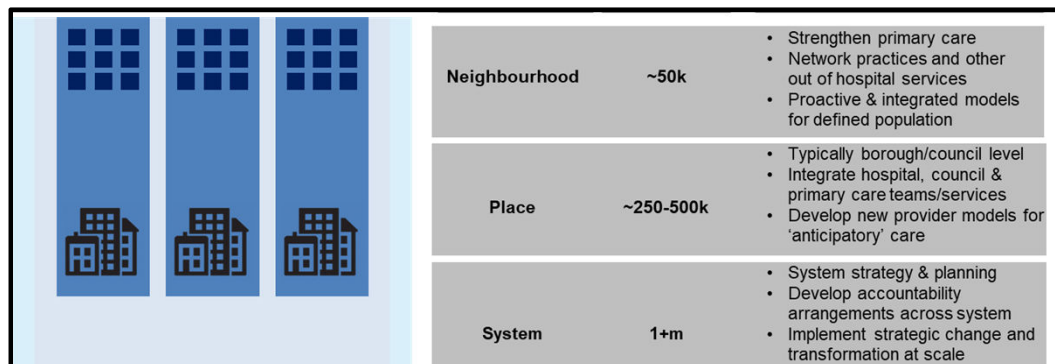 Neighbourhood
~50k
• Strengthen primary care
• Network practices and other
out of hospital services
• Proactive & integrated models
for defined population
Place
~250-500k
• Typically borough/council level
• Integrate hospital, council &
primary care teams/services
• Develop new provider models for
‘anticipatory’ care
System
1+m
• System strategy & planning
• Develop accountability
arrangements across system
• Implement strategic change and
transformation at scale